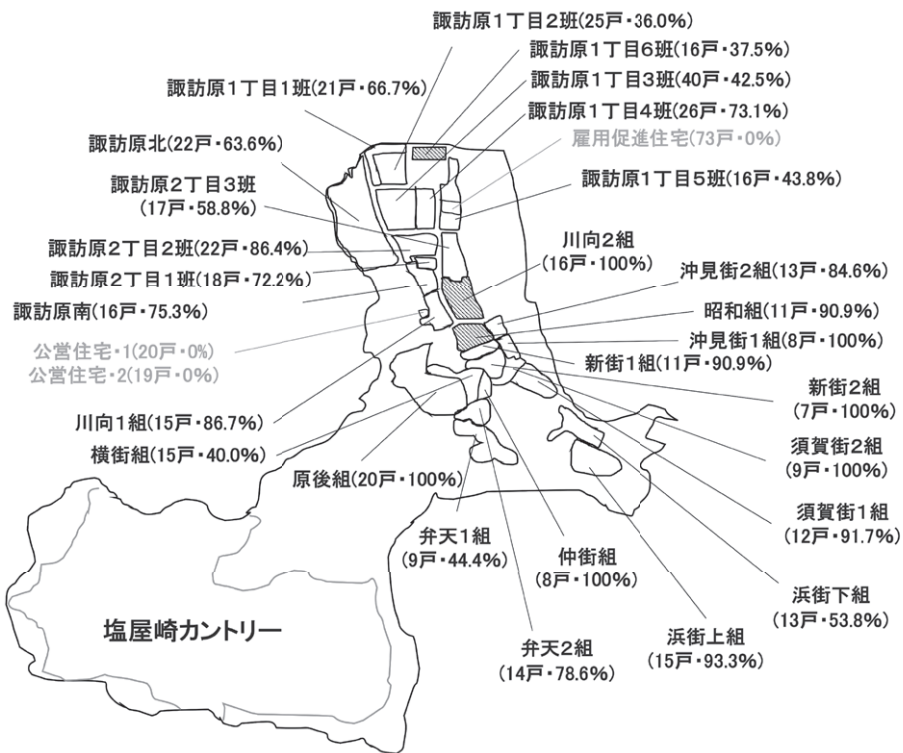 諏訪原1丁目2班(25戸・36.0%)
諏訪原1丁目6班(16戸・37.5%)
諏訪原1丁目3班(40戸・42.5%)
諏訪原1丁目1班(21戸・66.7%)
諏訪原1丁目4班(26戸・73.1%)
雇用促進住宅(73戸・0%)
諏訪原北(22戸・63.6%)
諏訪原1丁目5班(16戸・43.8%)
諏訪原2丁目3班
(17戸・58.8%)
諏訪原2丁目2班(22戸・86.4%)
川向2組
(16戸・100%)
諏訪原2丁目1班(18戸・72.2%)
沖見街2組(13戸・84.6%)
諏訪原南(16戸・75.3%)
昭和組(11戸・90.9%)
沖見街1組(8戸・100%)
公営住宅・1(20戸・0%)
新街1組(11戸・90.9%)
公営住宅・2(19戸・0%)
新街2組
(7戸・100%)
川向1組(15戸・86.7%)
横街組(15戸・40.0%)
須賀街2組
(9戸・100%)
原後組(20戸・100%)
須賀街1組
(12戸・91.7%)
弁天1組
(9戸・44.4%)
仲街組
(8戸・100%)
浜街下組
(13戸・53.8%)
塩屋崎カントリー
浜街上組
(15戸・93.3%)
弁天2組
(14戸・78.6%)